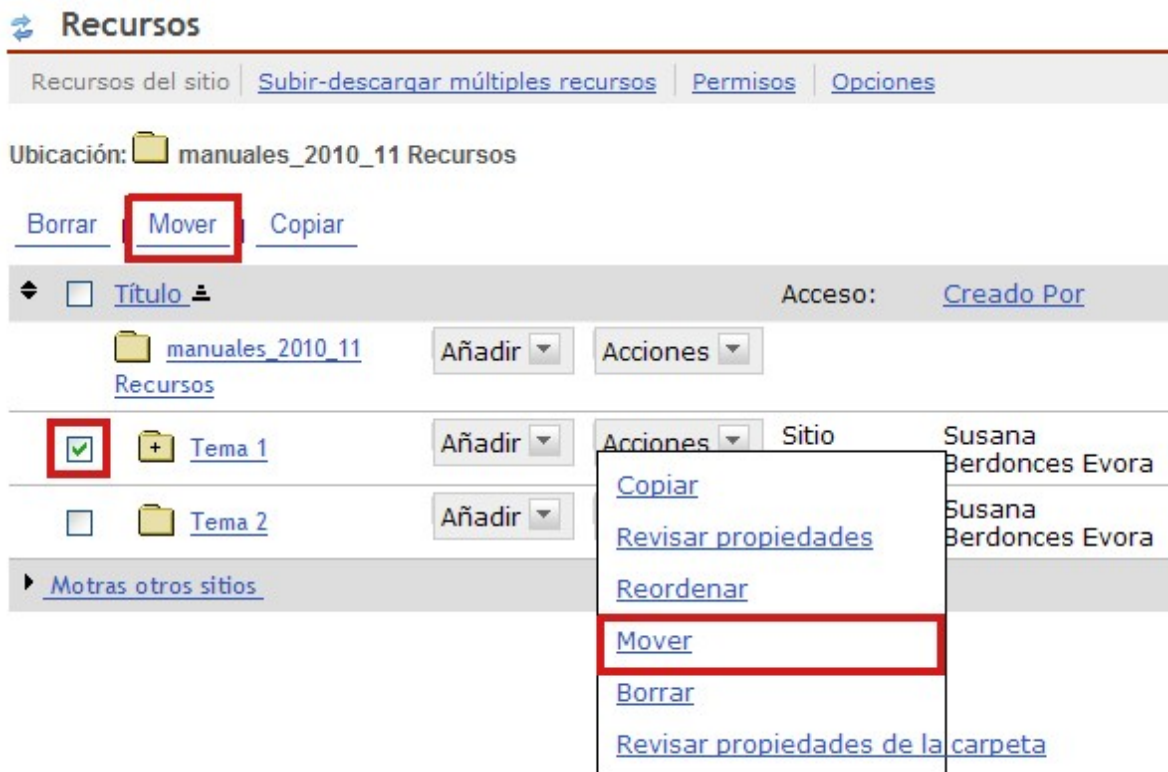 Recursos
Recursos del sitio Subir-descargar múltiples recursos Permisos Opciones
Ubicación: manuales_2010_11 Recursos
Borrar Mover Copiar
Título Acceso: Creado Por
manuales_2010_11 Añadir Acciones
Recursos
Tema 1 Añadir Acciones Sitio Susana
Berdonces Evora
Tema 2 Añadir Susana
Berdonces Evora
Motras otros sitios
Copiar
Revisar propiedades
Reordenar
Mover
Borrar
Revisar propiedades de la carpeta